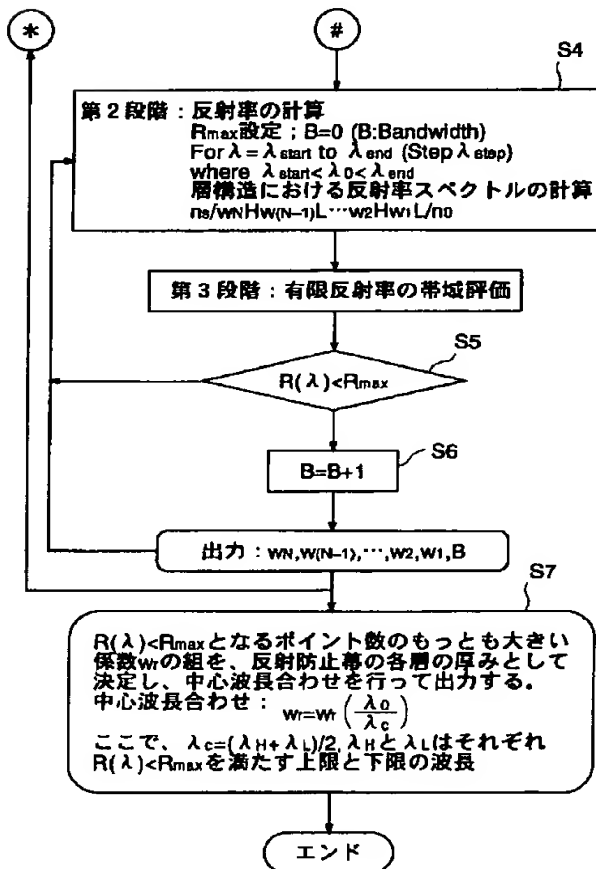 *
#
S4
第2段階：反射率の計算
Rmax設定；B=0 (B:Bandwidth)
For λ=λstart to λend (Step λstep)
where λstart<λ0<λend
層構造における反射率スペクトルの計算
ns/wNHw(N-1)L…w2Hw1L/n0
第3段階：有限反射率の帯域評価
S5
R(λ)<Rmax
S6
B=B+1
出力：wN,w(N-1),…,w2,w1,B
S7
R(λ)<Rmaxとなるポイント数のもっとも大きい
係数wrの組を、反射防止幕の各層の厚みとして
決定し、中心波長合わせを行って出力する。
中心波長合わせ： wr=wr(λ0/λc)
ここで、λc=(λH+λL)/2,λHとλLはそれぞれ
R(λ)<Rmaxを満たす上限と下限の波長
エンド